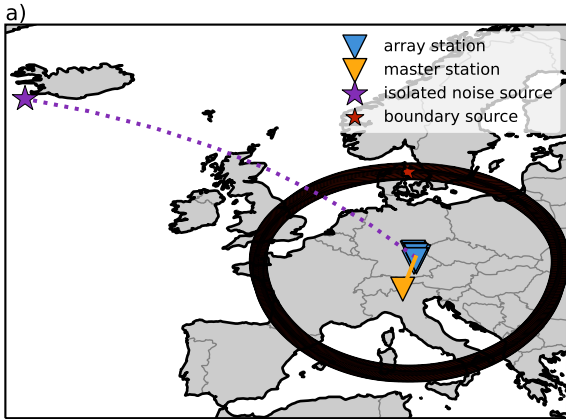 a)
array station
master station
isolated noise source
boundary source